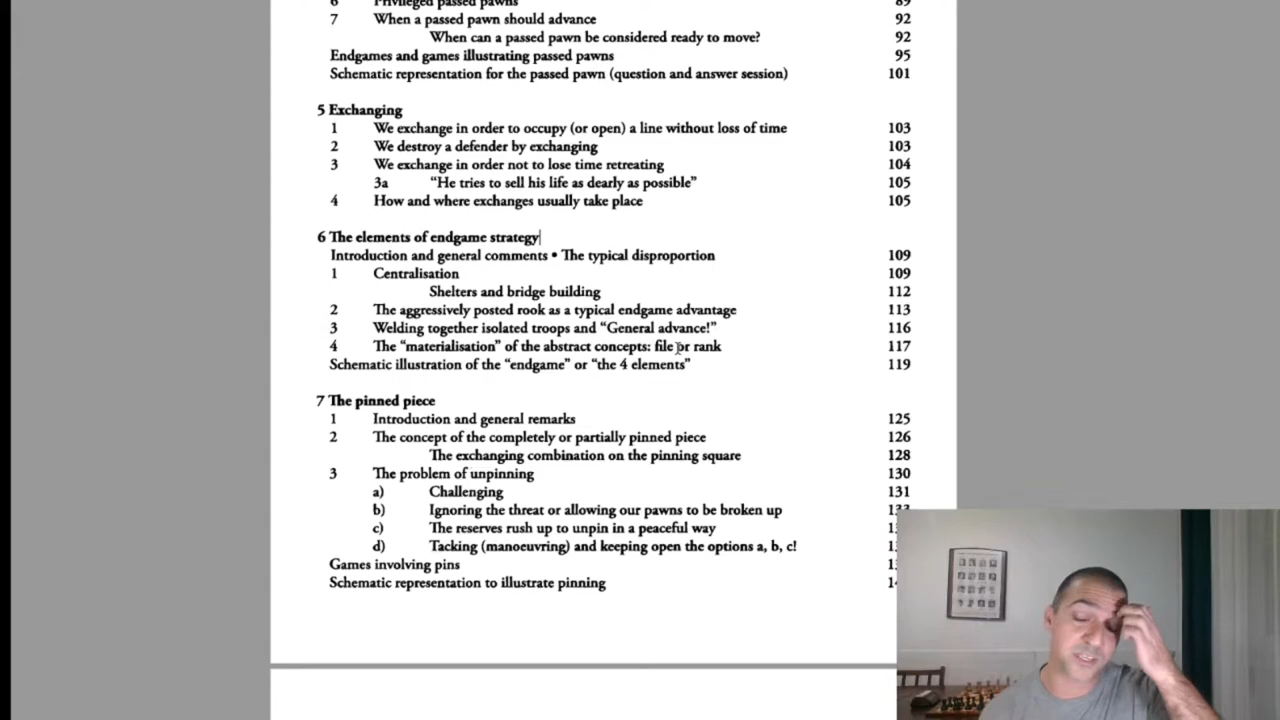 6 Privileged passed pawns 89
7 When a passed pawn should advance 92
When can a passed pawn be considered ready to move? 92
Endgames and games illustrating passed pawns 95
Schematic representation for the passed pawn (question and answer session) 101
5 Exchanging
1 We exchange in order to occupy (or open) a line without loss of time 103
2 We destroy a defender by exchanging 103
3 We exchange in order not to lose time retreating 104
3a “He tries to sell his life as dearly as possible” 105
4 How and where exchanges usually take place 105
6 The elements of endgame strategy
Introduction and general comments • The typical disproportion 109
1 Centralisation 109
Shelters and bridge building 112
2 The aggressively posted rook as a typical endgame advantage 113
3 Welding together isolated troops and “General advance!” 116
4 The “materialisation” of the abstract concepts: file or rank 117
Schematic illustration of the “endgame” or “the 4 elements” 119
7 The pinned piece
1 Introduction and general remarks 125
2 The concept of the completely or partially pinned piece 126
The exchanging combination on the pinning square 128
3 The problem of unpinning 130
a) Challenging 131
b) Ignoring the threat or allowing our pawns to be broken up
c) The reserves rush up to unpin in a peaceful way
d) Tacking (manoeuvring) and keeping open the options a, b, c!
Games involving pins
Schematic representation to illustrate pinning